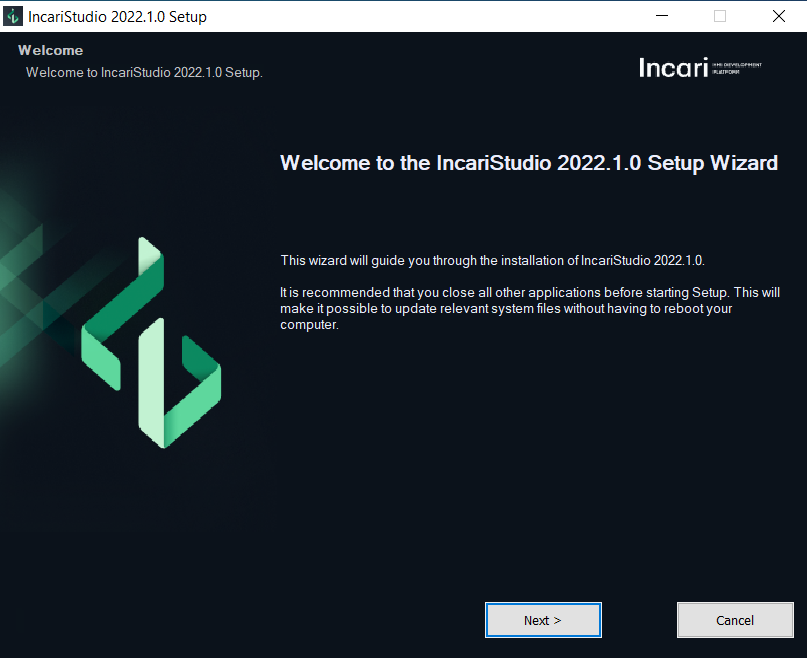 IncariStudio 2022.1.0 Setup
Welcome
Welcome to IncariStudio 2022.1.0 Setup.
Incari HMI DEVELOPMENT
PLATFORM
Welcome to the IncariStudio 2022.1.0 Setup Wizard
This wizard will guide you through the installation of IncariStudio 2022.1.0.
It is recommended that you close all other applications before starting Setup. This will
make it possible to update relevant system files without having to reboot your
computer.
Next >
Cancel